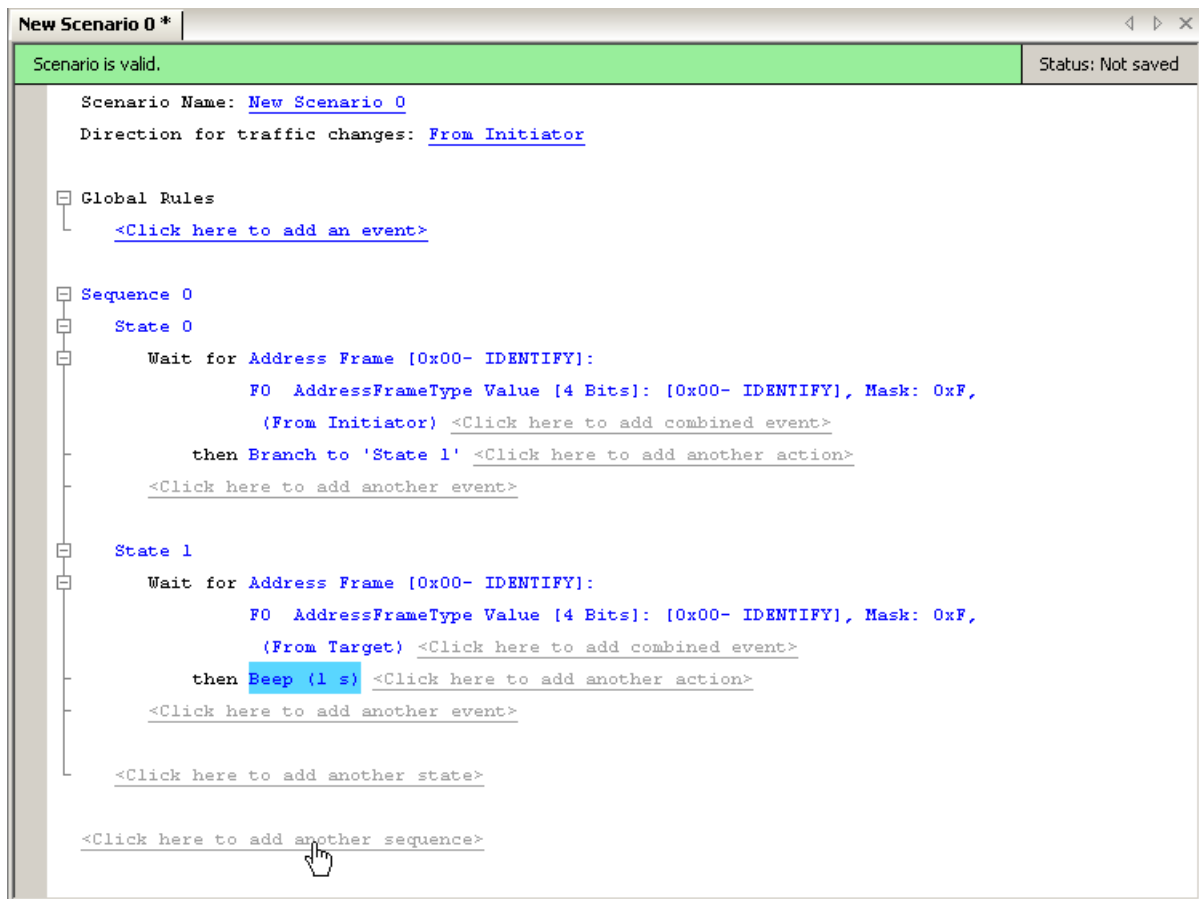 New Scenario 0 *
Scenario is valid. Status: Not saved
Scenario Name: New Scenario 0
Direction for traffic changes: From Initiator
Global Rules
<Click here to add an event>
Sequence 0
State 0
Wait for Address Frame [0x00- IDENTIFY]:
F0 AddressFrameType Value [4 Bits]: [0x00- IDENTIFY], Mask: 0xF,
(From Initiator) <Click here to add combined event>
then Branch to 'State 1' <Click here to add another action>
<Click here to add another event>
State 1
Wait for Address Frame [0x00- IDENTIFY]:
F0 AddressFrameType Value [4 Bits]: [0x00- IDENTIFY], Mask: 0xF,
(From Target) <Click here to add combined event>
then Beep (1 s) <Click here to add another action>
<Click here to add another event>
<Click here to add another state>
<Click here to add another sequence>